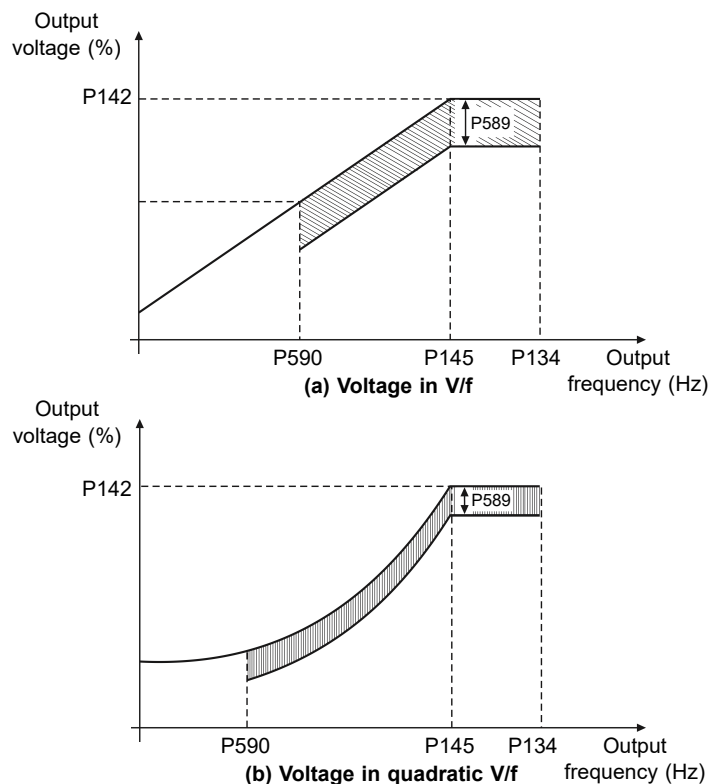 Output
voltage (%)
P142
P589
P590
P145
P134
Output
frequency (Hz)
(a) Voltage in V/f
Output
voltage (%)
P142
P589
P590
P145
P134
Output
frequency (Hz)
(b) Voltage in quadratic V/f